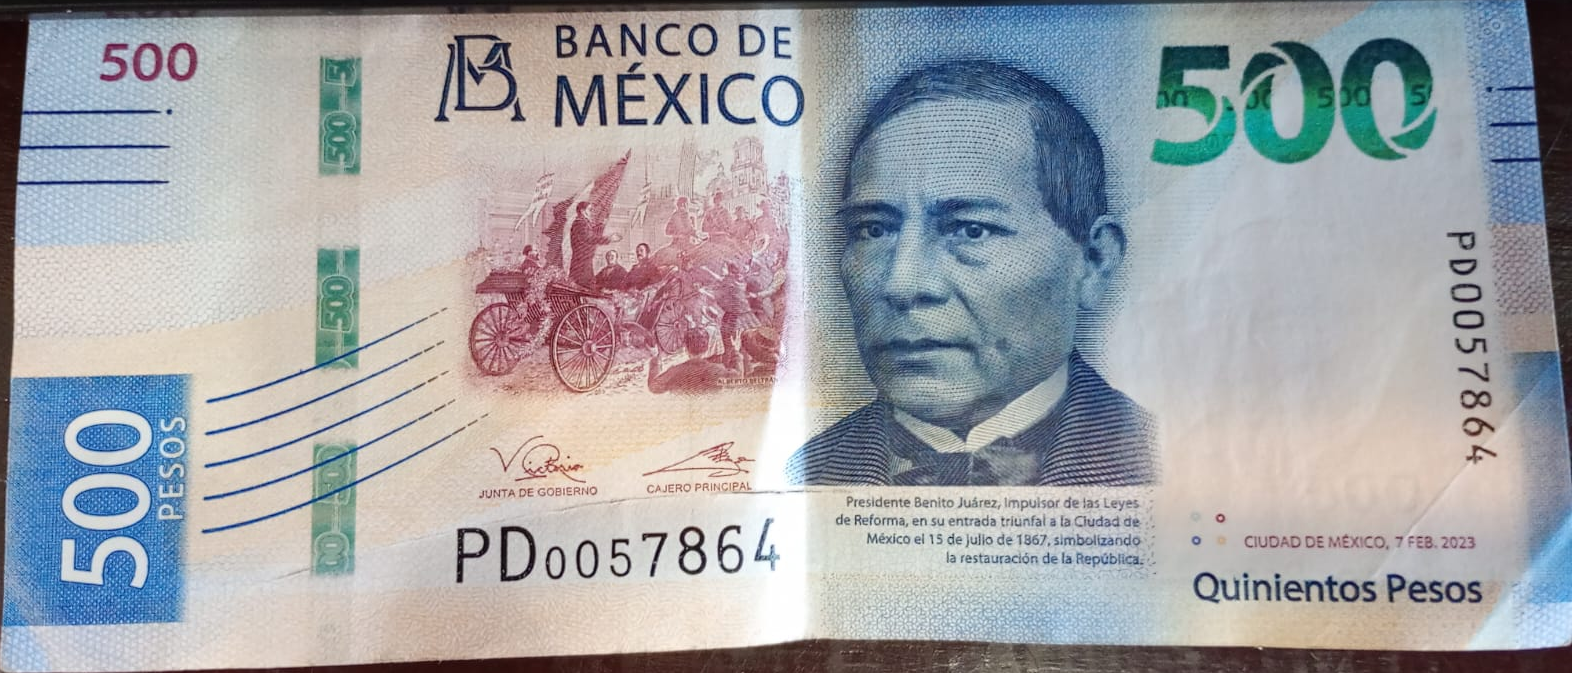 500
BANCO DE
MÉXICO
500
500
500
500 PESOS
ALBERTO BELTRÁN
JUNTA DE GOBIERNO
CAJERO PRINCIPAL
PD0057864
PD0057864
Presidente Benito Juárez, impulsor de las Leyes
de Reforma, en su entrada triunfal a la Ciudad de
México el 15 de julio de 1867, simbolizando
la restauración de la República.
CIUDAD DE MÉXICO, 7 FEB. 2023
Quinientos Pesos